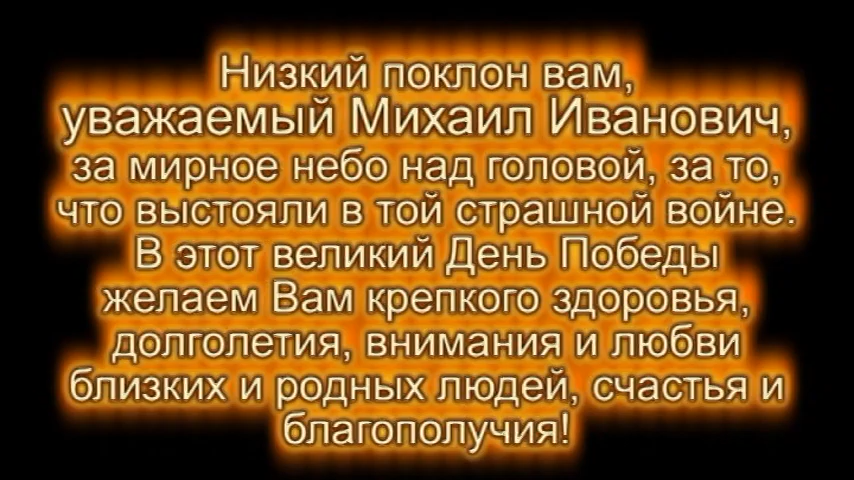 Низкий поклон вам,
уважаемый Михаил Иванович,
за мирное небо над головой, за то,
что выстояли в той страшной войне.
В этот великий День Победы
желаем Вам крепкого здоровья,
долголетия, внимания и любви
близких и родных людей, счастья и
благополучия!